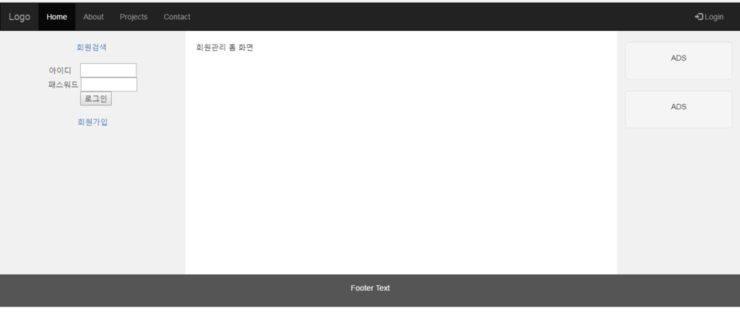 Logo Home About Projects Contact Login
회원검색
아이디
패스워드
로그인
회원가입
회원관리 홈 화면
ADS
ADS
Footer Text